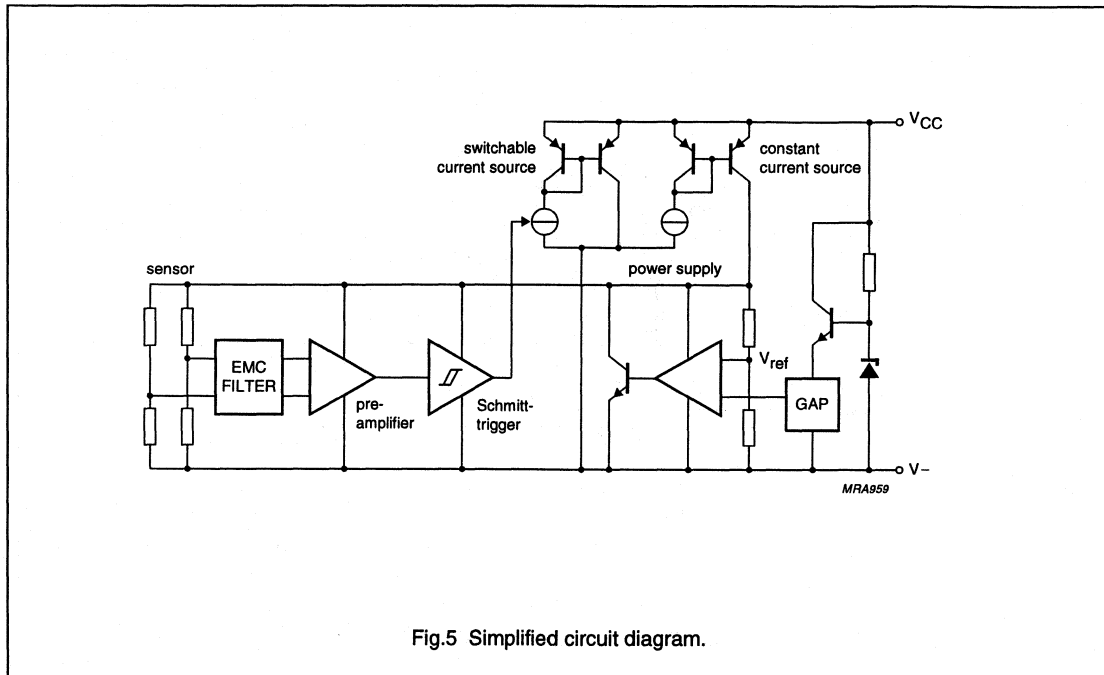 V_CC
switchable
current source
constant
current source
sensor
power supply
EMC
FILTER
pre-
amplifier
Schmitt-
trigger
V_ref
GAP
V–
MRA959
Fig.5 Simplified circuit diagram.